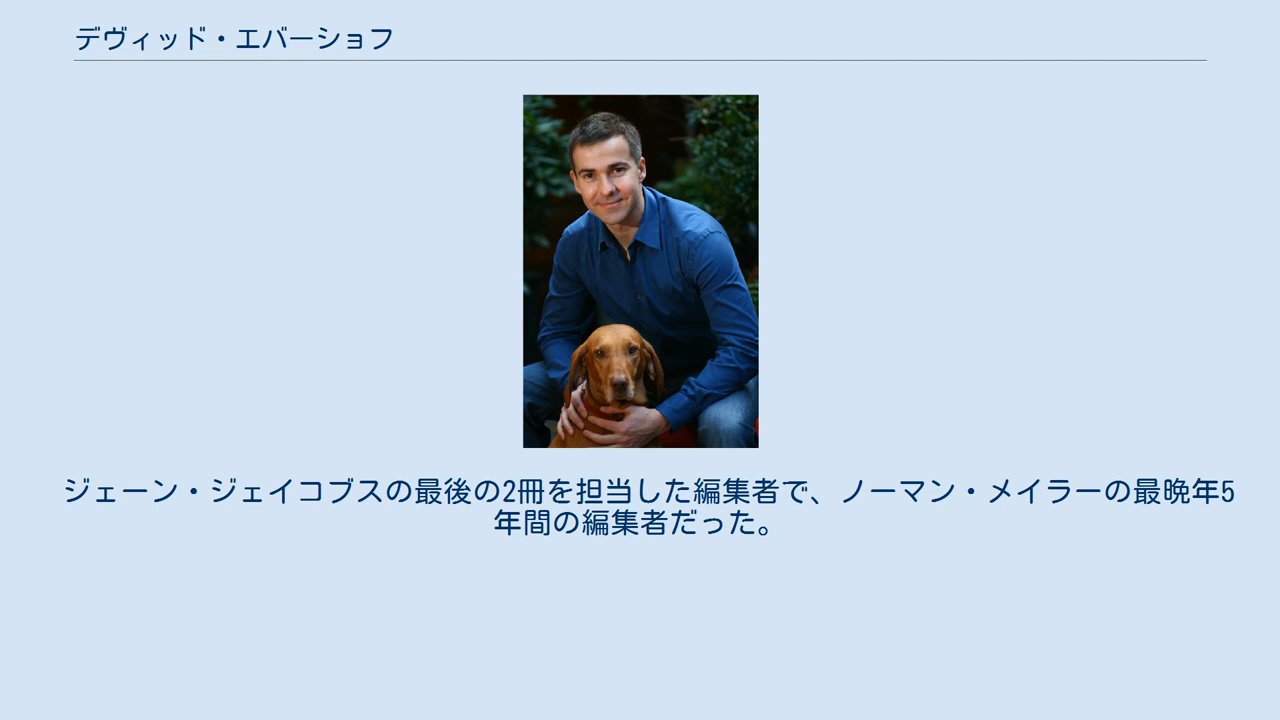 デヴィッド・エバーショフ
ジェーン・ジェイコブスの最後の2冊を担当した編集者で、ノーマン・メイラーの最晩年5
年間の編集者だった。